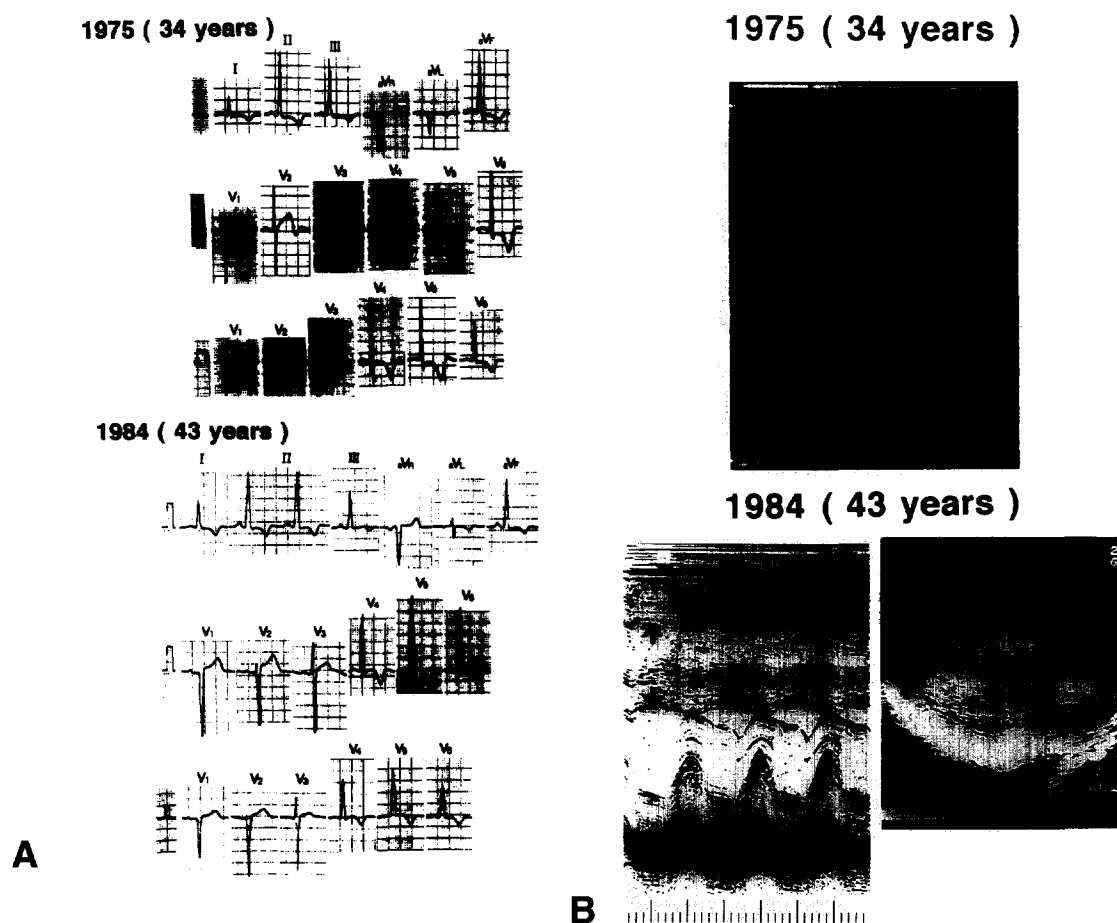 1975 ( 34 years )
I II III aVR aVL aVF
V1 V2 V3 V4 V5 V6
V1 V2 V3 V4 V5 V6
1984 ( 43 years )
I II III aVR aVL aVF
V1 V2 V3 V4 V5 V6
V1 V2 V3 V4 V5 V6
A
1975 ( 34 years )
1984 ( 43 years )
B